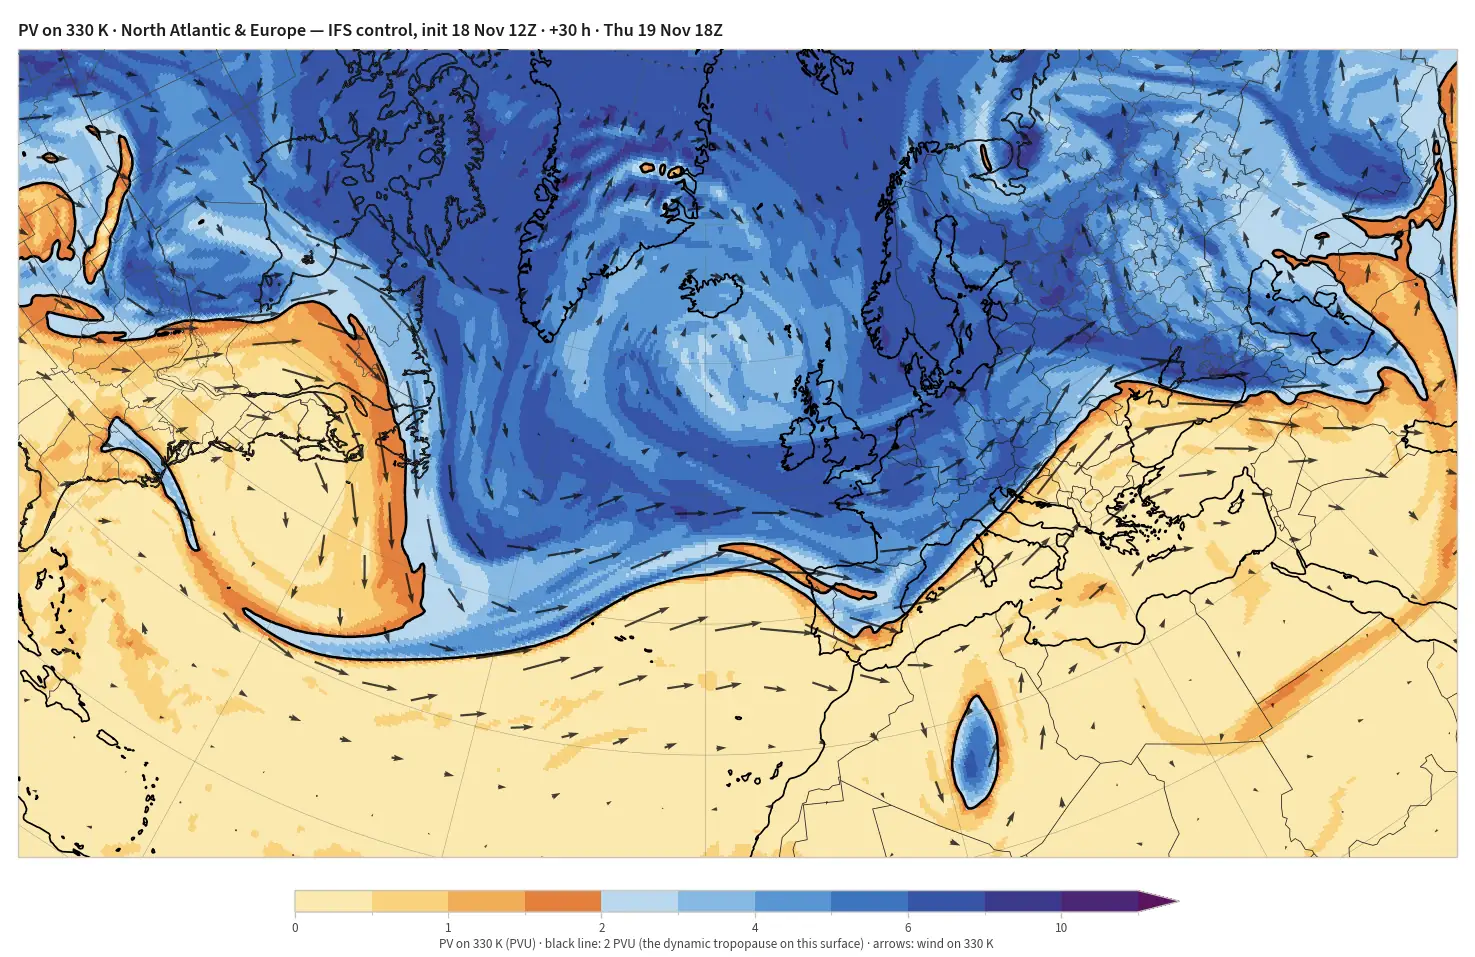 PV on 330 K · North Atlantic & Europe — IFS control, init 18 Nov 12Z · +30 h · Thu 19 Nov 18Z
0 1 2 4 6 10
PV on 330 K (PVU) · black line: 2 PVU (the dynamic tropopause on this surface) · arrows: wind on 330 K